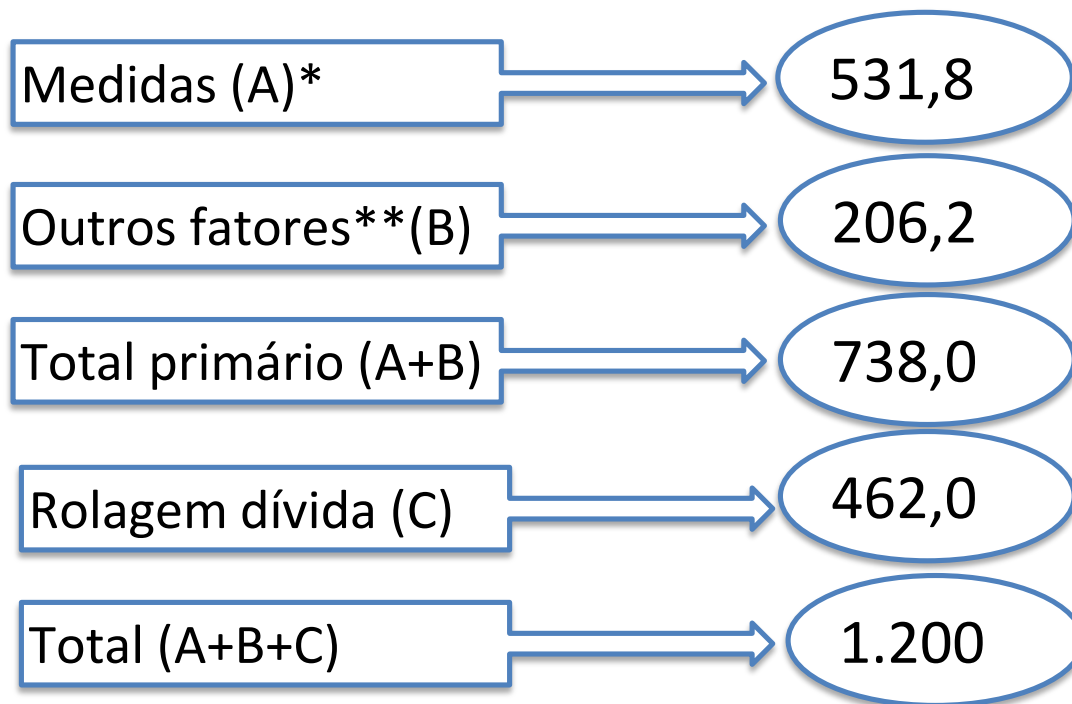 Medidas (A)* 531,8
Outros fatores**(B) 206,2
Total primário (A+B) 738,0
Rolagem dívida (C) 462,0
Total (A+B+C) 1.200